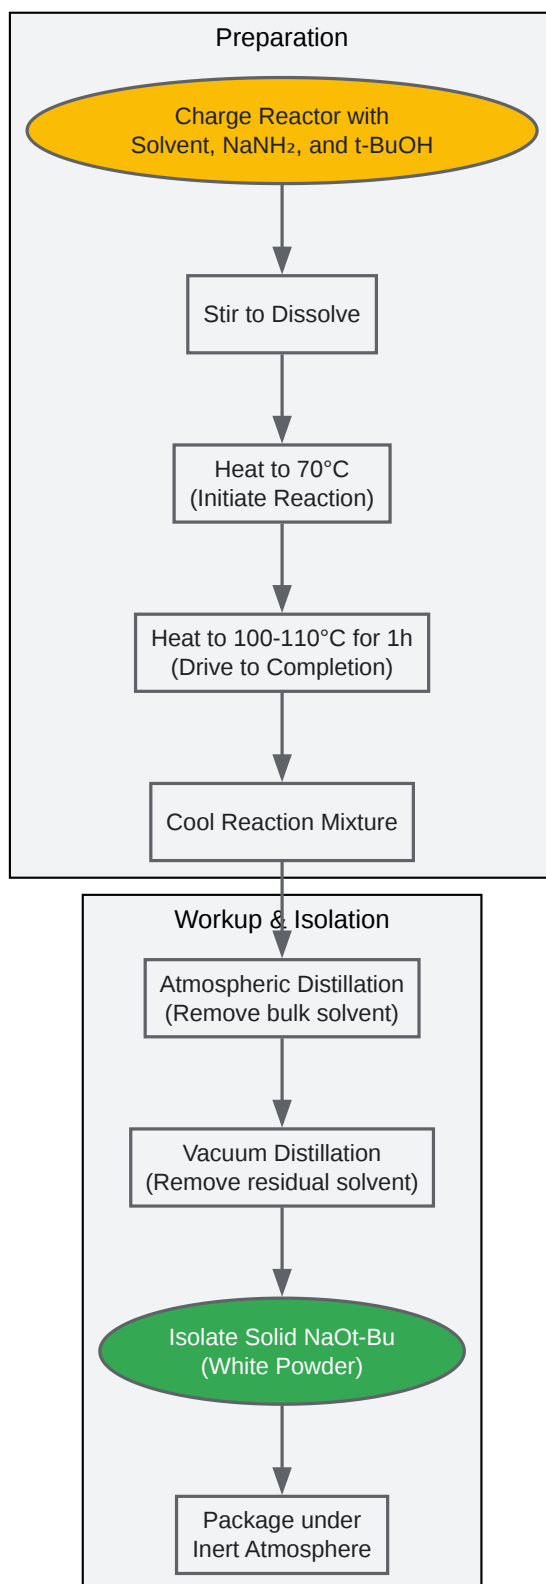 Preparation
Charge Reactor with
Solvent, NaNH₂, and t-BuOH
Stir to Dissolve
Heat to 70°C
(Initiate Reaction)
Heat to 100-110°C for 1h
(Drive to Completion)
Cool Reaction Mixture
Workup & Isolation
Atmospheric Distillation
(Remove bulk solvent)
Vacuum Distillation
(Remove residual solvent)
Isolate Solid NaOt-Bu
(White Powder)
Package under
Inert Atmosphere